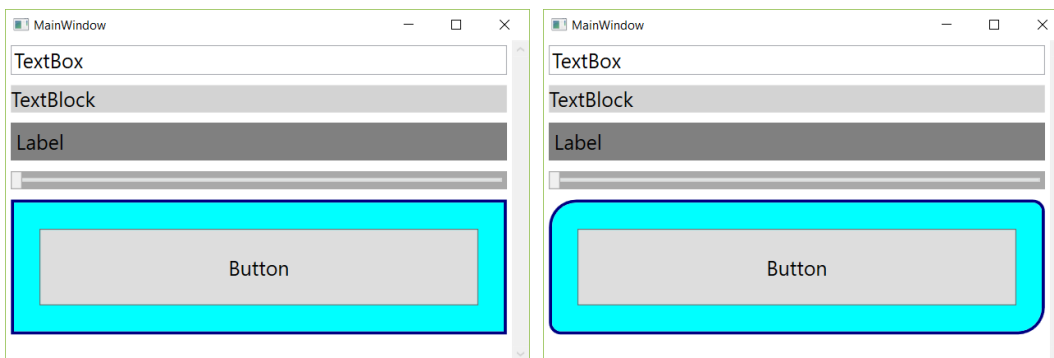 MainWindow
TextBox
TextBlock
Label
Button
MainWindow
TextBox
TextBlock
Label
Button